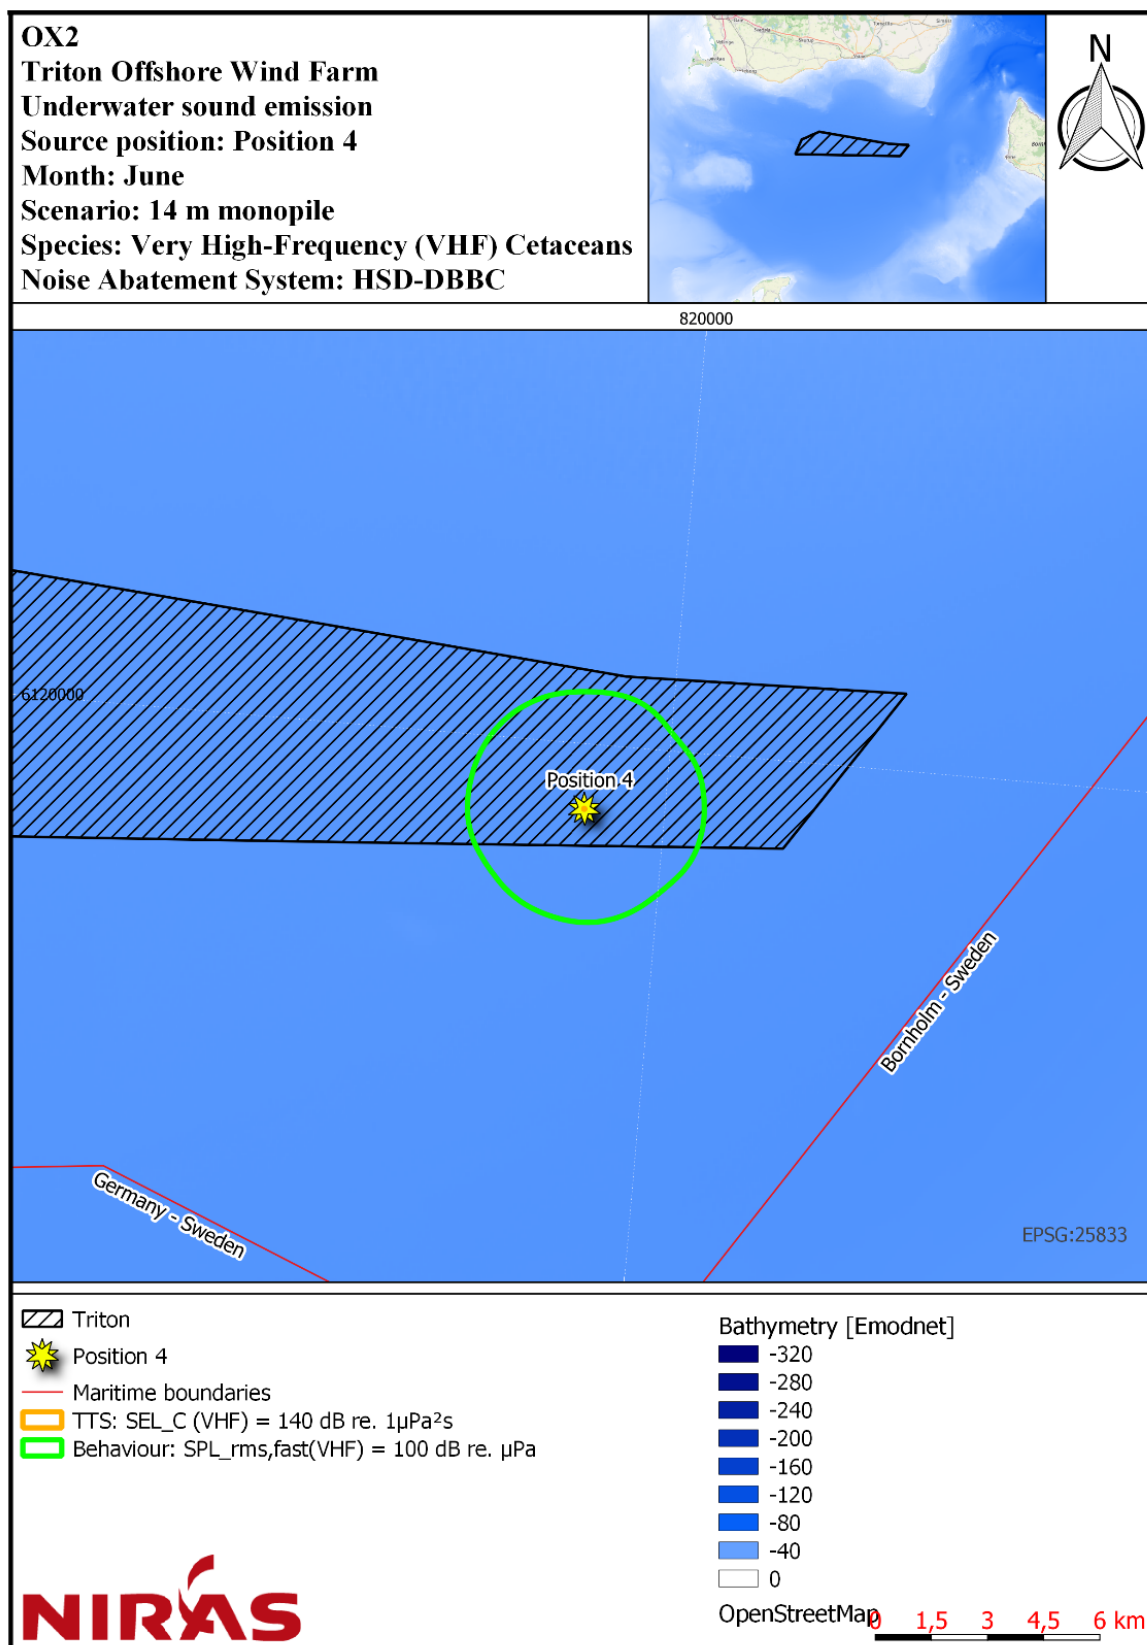 OX2
Triton Offshore Wind Farm
Underwater sound emission
Source position: Position 4
Month: June
Scenario: 14 m monopile
Species: Very High-Frequency (VHF) Cetaceans
Noise Abatement System: HSD-DBBC
N
820000
6120000
Position 4
Bornholm - Sweden
Germany - Sweden
EPSG:25833
Triton
Position 4
Maritime boundaries
TTS: SEL_C (VHF) = 140 dB re. 1µPa²s
Behaviour: SPL_rms,fast(VHF) = 100 dB re. µPa
Bathymetry [Emodnet]
-320
-280
-240
-200
-160
-120
-80
-40
0
OpenStreetMap
0 1,5 3 4,5 6 km
NIRAS